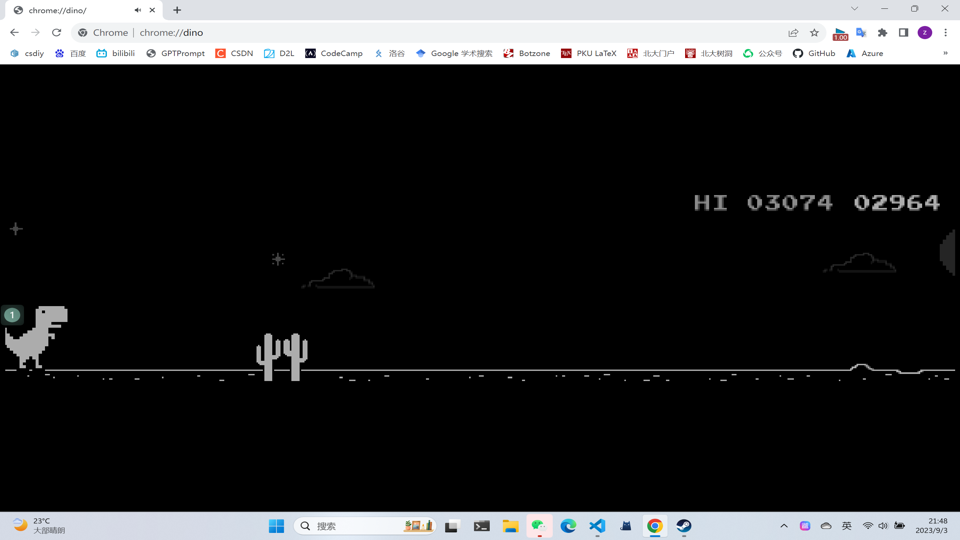 chrome://dino/
Chrome | chrome://dino
1.00
z
csdiy 百度 bilibili GPTPrompt CSDN D2L CodeCamp 洛谷 Google 学术搜索 Botzone PKU LaTeX 北大门户 北大树洞 公众号 GitHub Azure »
HI 03074 02964
1
23°C
大部晴朗
搜索
英
21:48
2023/9/3